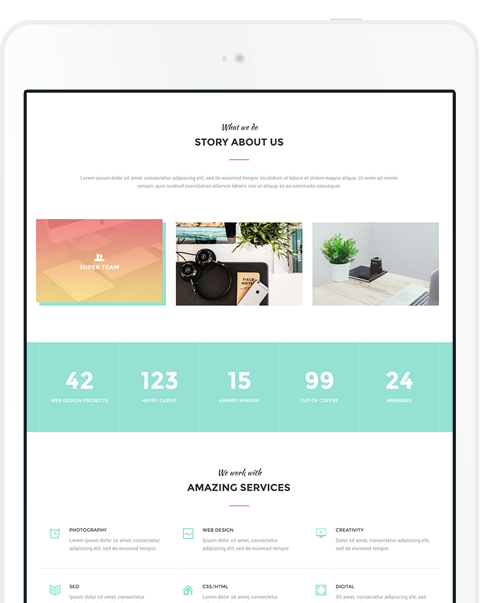 What we do
STORY ABOUT US
Lorem ipsum dolor sit amet, consectetur adipiscing elit, sed do eiusmod tempor incididunt ut labore et dolore magna aliqua. Ut enim ad minim
veniam, quis nostrud exercitation ullamco laboris nisi ut aliquip ex ea commodo consequat.
SUPER TEAM
FIELD NOTES
42 123 15 99 24
WEB DESIGN PROJECTS HAPPY CLIENT AWARD WINNER CUP OF COFFEE MEMBERS
We work with
AMAZING SERVICES
PHOTOGRAPHY WEB DESIGN CREATIVITY
Lorem ipsum dolor sit amet, consectetur Ipsum dolor sit amet, consectetur Dolor sit amet, consectetur adipiscing elit,
adipiscing elit, sed do eiusmod tempor. adipiscing elit, sed do eiusmod tempor. sed do eiusmod tempor.
SEO CSS/HTML DIGITAL
Ipsum dolor sit amet, consectetur Lorem ipsum dolor sit amet, consectetur Sit amet, consectetur adipiscing elit, sed